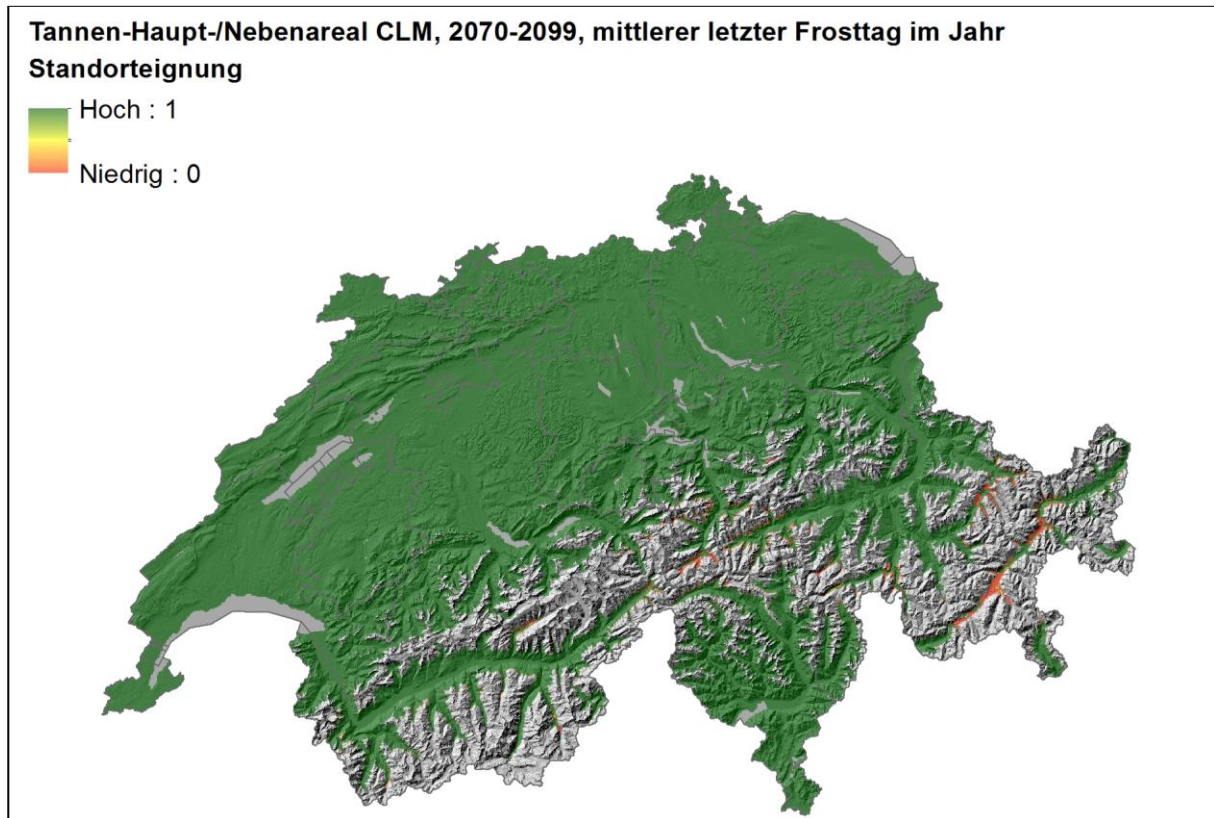 Tannen-Haupt-/Nebenareal CLM, 2070-2099, mittlerer letzter Frosttag im Jahr
Standorteignung
Hoch : 1
Niedrig : 0